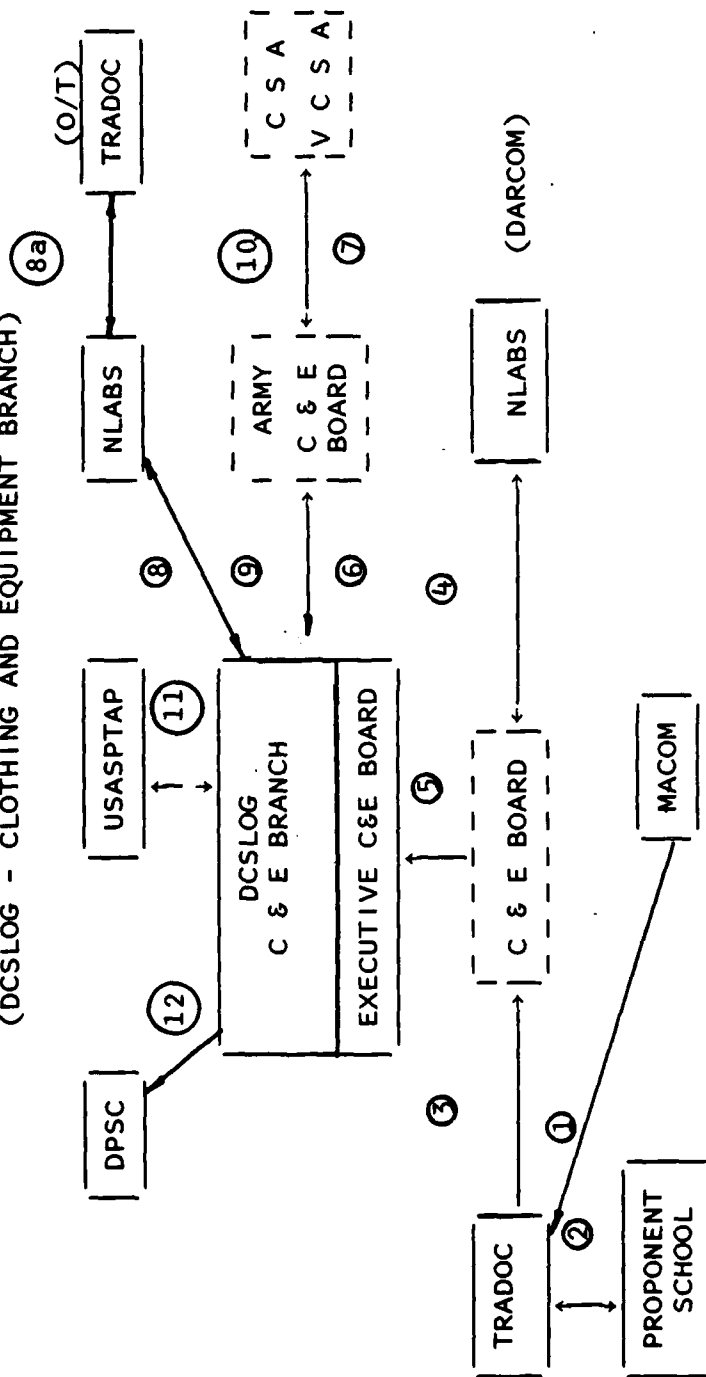 (DCSLOG - CLOTHING AND EQUIPMENT BRANCH)
(O/T)
8a
DPSC
USASPTAP
NLABS
TRADOC
12
11
8
9
10
DCSLOG
C & E BRANCH
EXECUTIVE C&E BOARD
ARMY
C & E
BOARD
C S A
V C S A
6
7
5
3
4
TRADOC
C & E BOARD
NLABS
(DARCOM)
1
2
PROPONENT
SCHOOL
MACOM